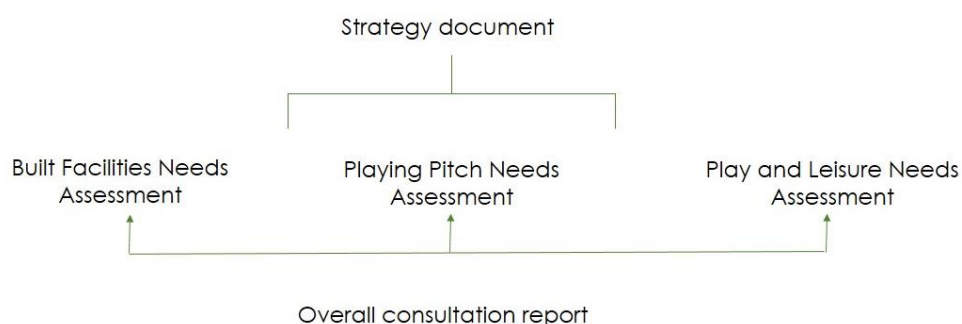 Strategy document
Built Facilities Needs
Assessment
Playing Pitch Needs
Assessment
Play and Leisure Needs
Assessment
Overall consultation report